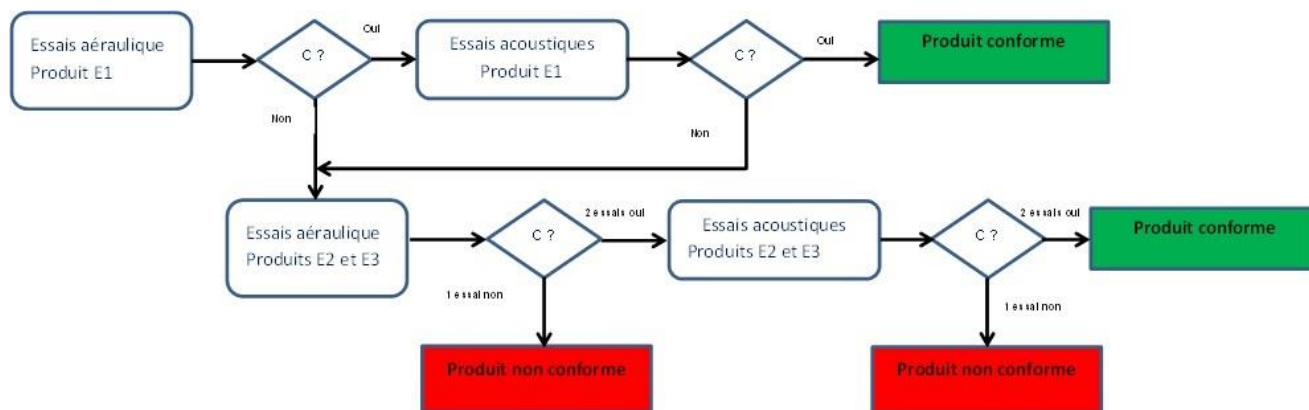 Essais aéraulique
Produit E1
C ?
Oui
Essais acoustiques
Produit E1
C ?
Oui
Produit conforme
Non
Non
Essais aéraulique
Produits E2 et E3
C ?
2 essais oui
Essais acoustiques
Produits E2 et E3
C ?
2 essais oui
Produit conforme
1 essai non
1 essai non
Produit non conforme
Produit non conforme